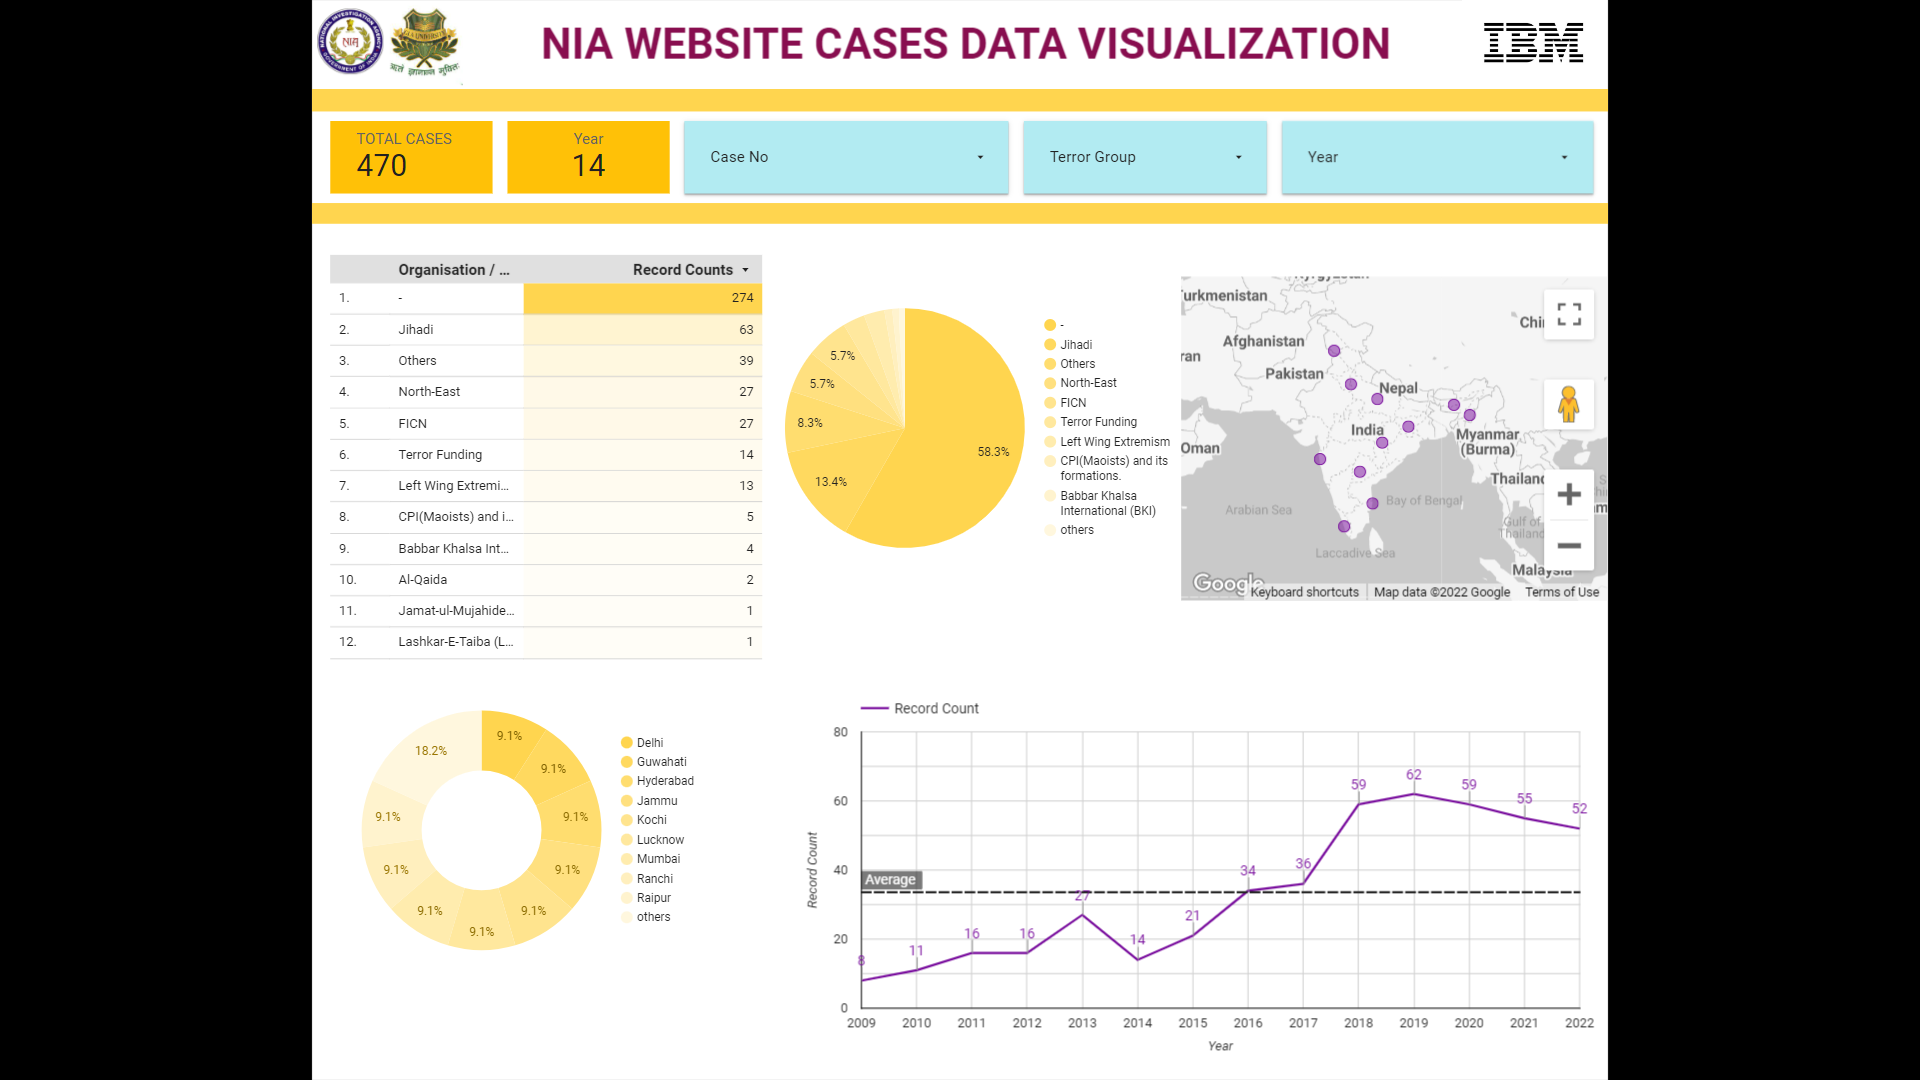 NIA WEBSITE CASES DATA VISUALIZATION
IBM
NIA
TOTAL CASES
470
Year
14
Case No
Terror Group
Year
Organisation / ...
Record Counts
1. - 274
2. Jihadi 63
3. Others 39
4. North-East 27
5. FICN 27
6. Terror Funding 14
7. Left Wing Extremi... 13
8. CPI(Maoists) and i... 5
9. Babbar Khalsa Int... 4
10. Al-Qaida 2
11. Jamat-ul-Mujahide... 1
12. Lashkar-E-Taiba (L... 1
58.3%
13.4%
8.3%
5.7%
5.7%
-
Jihadi
Others
North-East
FICN
Terror Funding
Left Wing Extremism
CPI(Maoists) and its
formations.
Babbar Khalsa
International (BKI)
others
Afghanistan
Pakistan
Nepal
India
Myanmar
(Burma)
Oman
Arabian Sea
Bay of Bengal
Laccadive Sea
Gulf of
Thailand
Malaysia
Google
Keyboard shortcuts
Map data ©2022 Google
Terms of Use
9.1%
9.1%
9.1%
9.1%
9.1%
9.1%
9.1%
9.1%
9.1%
18.2%
Delhi
Guwahati
Hyderabad
Jammu
Kochi
Lucknow
Mumbai
Ranchi
Raipur
others
Record Count
80
60
40
20
0
Record Count
Average
8
11
16
16
27
14
21
34
36
59
62
59
55
52
2009 2010 2011 2012 2013 2014 2015 2016 2017 2018 2019 2020 2021 2022
Year